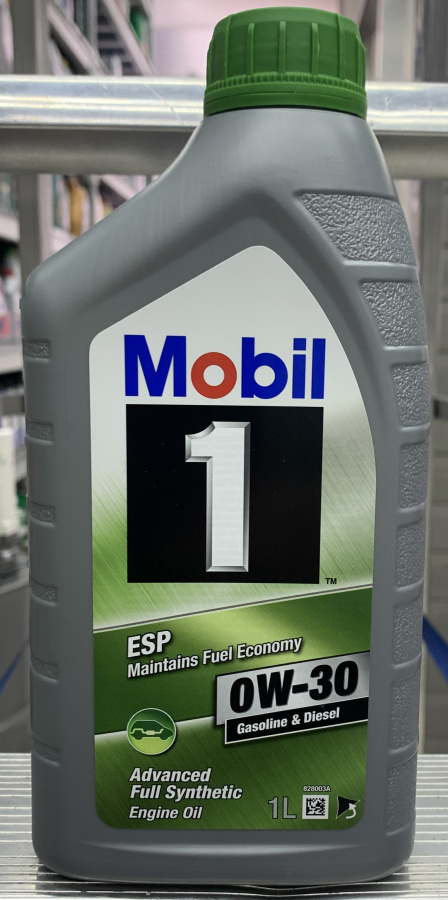 Mobil
1
TM
ESP
Maintains Fuel Economy
0W-30
Gasoline & Diesel
Advanced
Full Synthetic
Engine Oil
828003A
1L